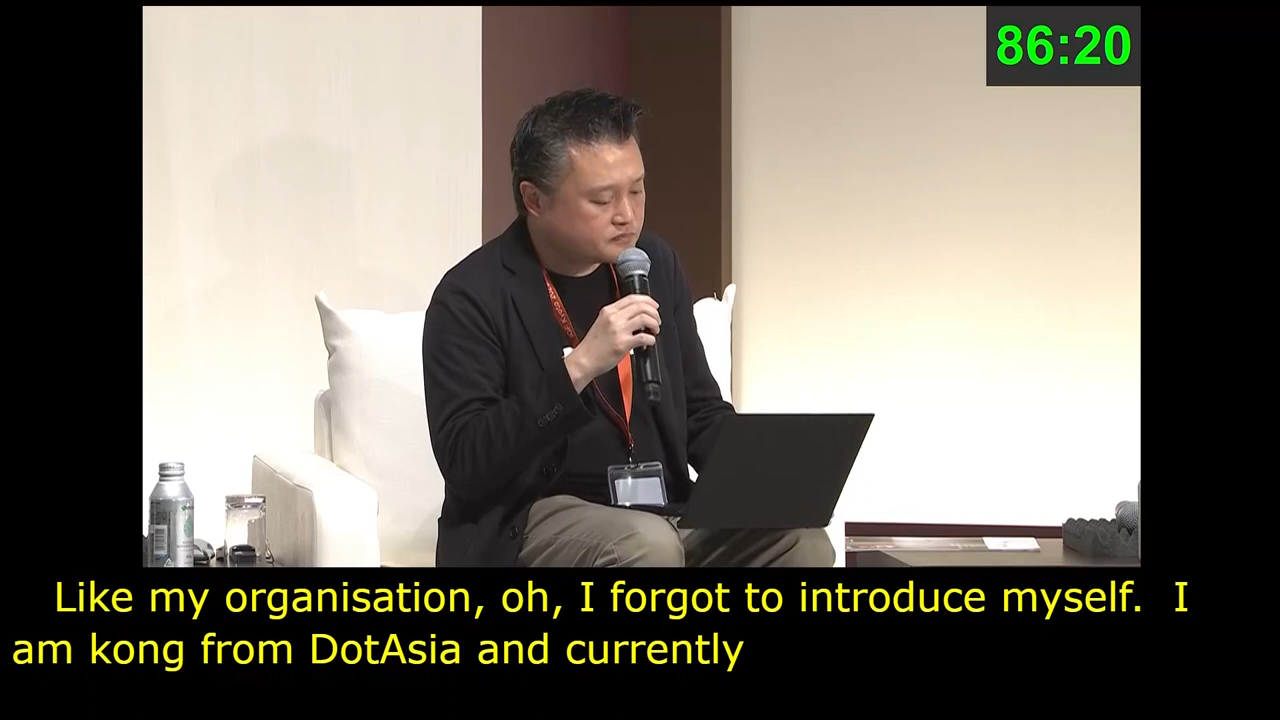 86:20
Like my organisation, oh, I forgot to introduce myself.  I
am kong from DotAsia and currently